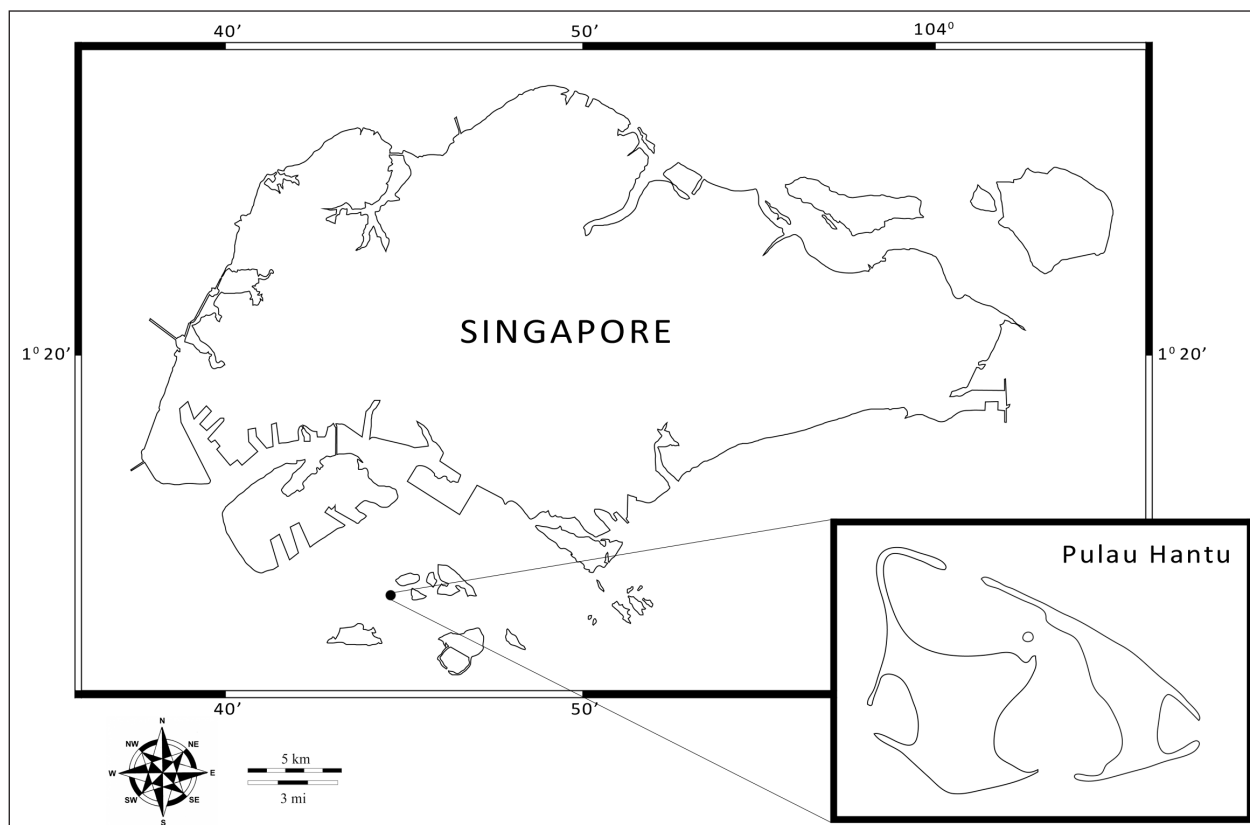 40’ 50’ 104⁰
SINGAPORE
1⁰ 20’ 1⁰ 20’
Pulau Hantu
40’ 50’
N
NW NE
W E
SW SE
S
5 km
3 mi